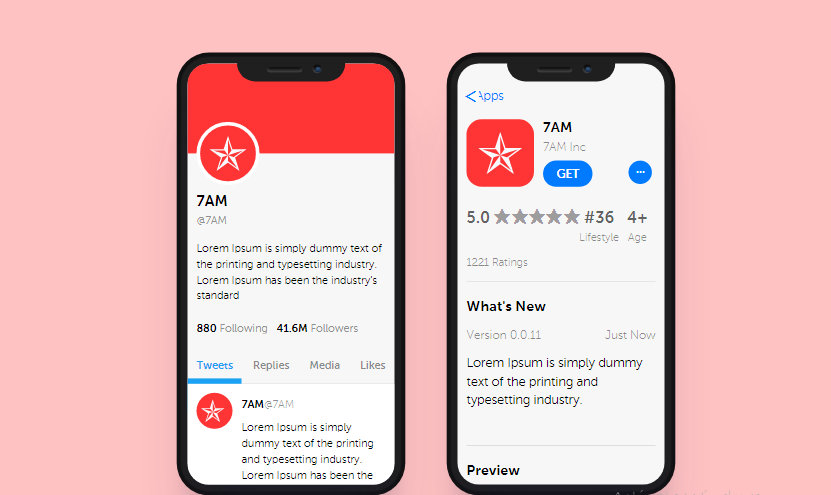 7AM
@7AM
Lorem Ipsum is simply dummy text of
the printing and typesetting industry.
Lorem Ipsum has been the industry's
standard
880 Following 41.6M Followers
Tweets Replies Media Likes
7AM@7AM
Lorem Ipsum is simply
dummy text of the printing
and typesetting industry.
Lorem Ipsum has been the
Apps
7AM
7AM Inc
GET
5.0 #36 4+
Lifestyle Age
1221 Ratings
What's New
Version 0.0.11 Just Now
Lorem Ipsum is simply dummy
text of the printing and
typesetting industry.
Preview